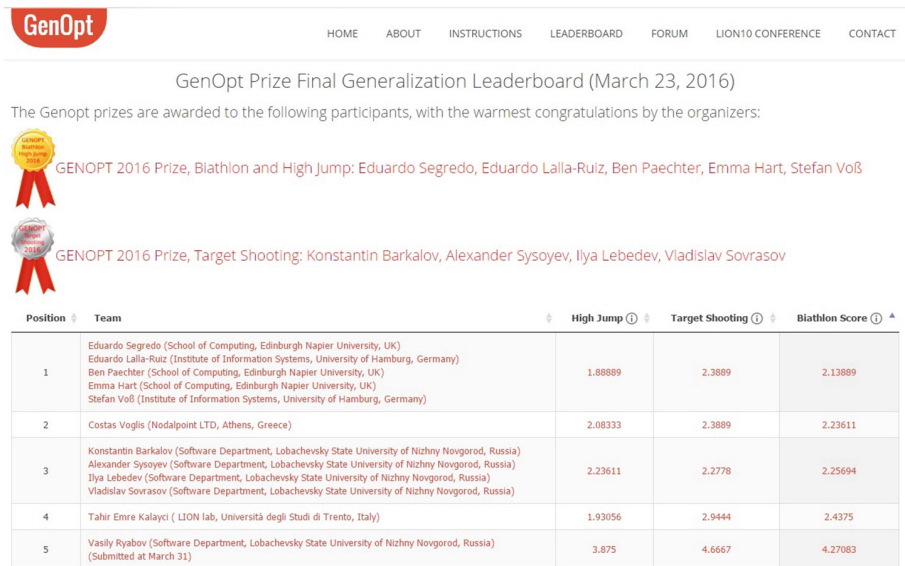 GenOpt
HOME ABOUT INSTRUCTIONS LEADERBOARD FORUM LION10 CONFERENCE CONTACT
GenOpt Prize Final Generalization Leaderboard (March 23, 2016)
The Genopt prizes are awarded to the following participants, with the warmest congratulations by the organizers:
GENOPT
Biathlon
High Jump
2016
GENOPT 2016 Prize, Biathlon and High Jump: Eduardo Segredo, Eduardo Lalla-Ruiz, Ben Paechter, Emma Hart, Stefan Voß
GENOPT
Target
Shooting
2016
GENOPT 2016 Prize, Target Shooting: Konstantin Barkalov, Alexander Sysoyev, Ilya Lebedev, Vladislav Sovrasov
Position Team High Jump Target Shooting Biathlon Score
Eduardo Segredo (School of Computing, Edinburgh Napier University, UK)
Eduardo Lalla-Ruiz (Institute of Information Systems, University of Hamburg, Germany)
1 Ben Paechter (School of Computing, Edinburgh Napier University, UK) 1.88889 2.3889 2.13889
Emma Hart (School of Computing, Edinburgh Napier University, UK)
Stefan Voß (Institute of Information Systems, University of Hamburg, Germany)
2 Costas Voglis (Nodalpoint LTD, Athens, Greece) 2.08333 2.3889 2.23611
Konstantin Barkalov (Software Department, Lobachevsky State University of Nizhny Novgorod, Russia)
Alexander Sysoyev (Software Department, Lobachevsky State University of Nizhny Novgorod, Russia)
3 Ilya Lebedev (Software Department, Lobachevsky State University of Nizhny Novgorod, Russia) 2.23611 2.2778 2.25694
Vladislav Sovrasov (Software Department, Lobachevsky State University of Nizhny Novgorod, Russia)
4 Tahir Emre Kalayci ( LION lab, Università degli Studi di Trento, Italy) 1.93056 2.9444 2.4375
5 Vasily Ryabov (Software Department, Lobachevsky State University of Nizhny Novgorod, Russia) 3.875 4.6667 4.27083
(Submitted at March 31)